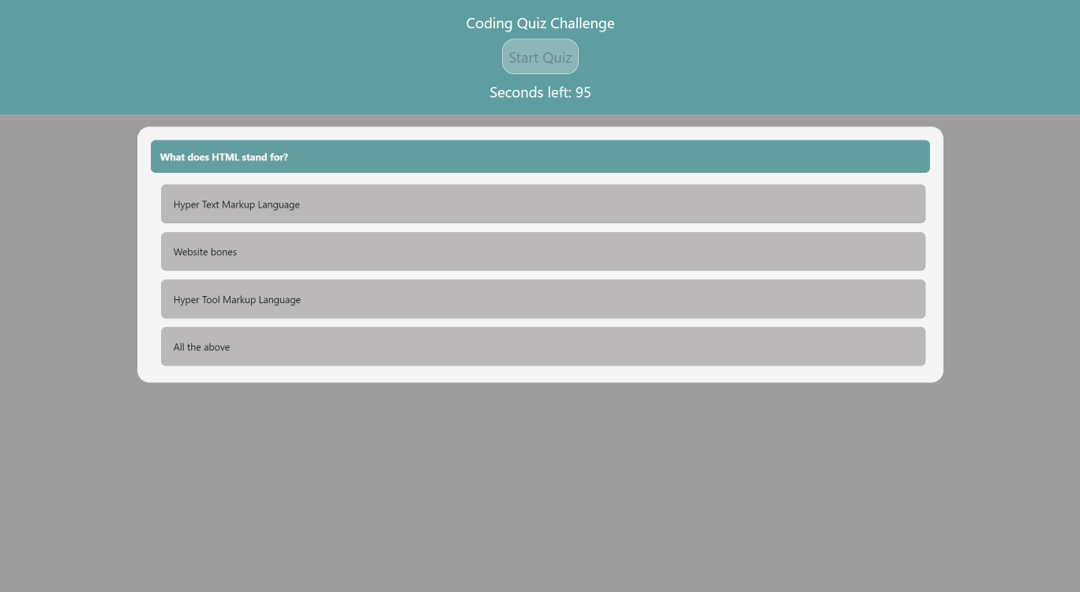 Coding Quiz Challenge
Start Quiz
Seconds left: 95
What does HTML stand for?
Hyper Text Markup Language
Website bones
Hyper Tool Markup Language
All the above